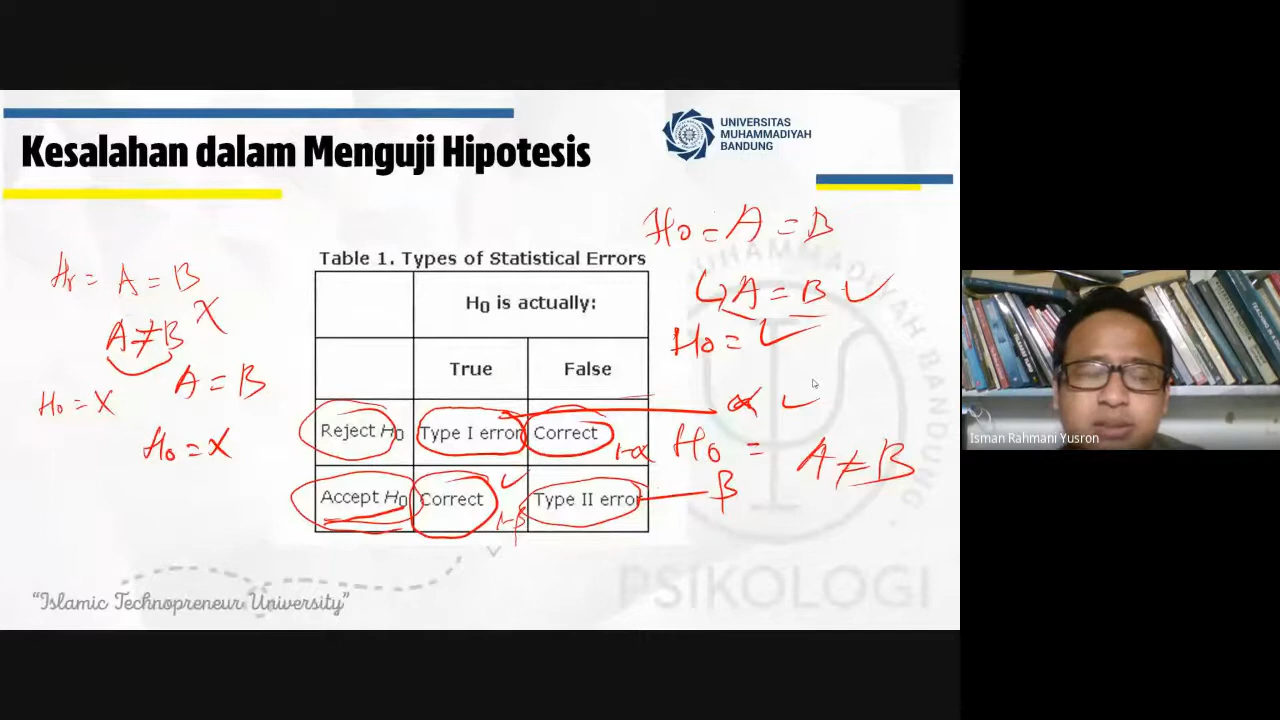 Kesalahan dalam Menguji Hipotesis
UNIVERSITAS
MUHAMMADIYAH
BANDUNG
H0 = A = B
A = B ✓
H0 = ✓
α ✓
H0 = A ≠ B
β
A = B
A ≠ B X
A = B
H0 = X
H0 = X
Table 1. Types of Statistical Errors
H0 is actually:
True False
Reject H0 Type I error Correct 1-α
Accept H0 Correct ✓ 1-β Type II error
MUHAMMADIYAH BANDUNG
PSIKOLOGI
"Islamic Technopreneur University"
Isman Rahmani Yusron